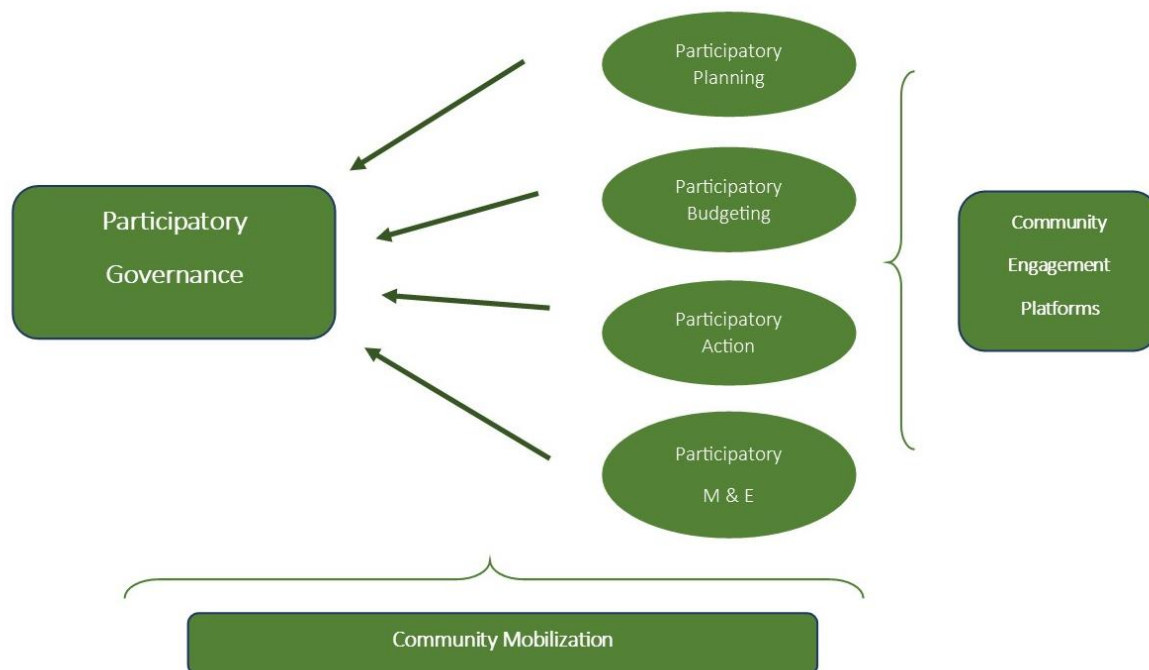 Participatory
Planning
Participatory
Governance
Participatory
Budgeting
Community
Engagement
Platforms
Participatory
Action
Participatory
M & E
Community Mobilization